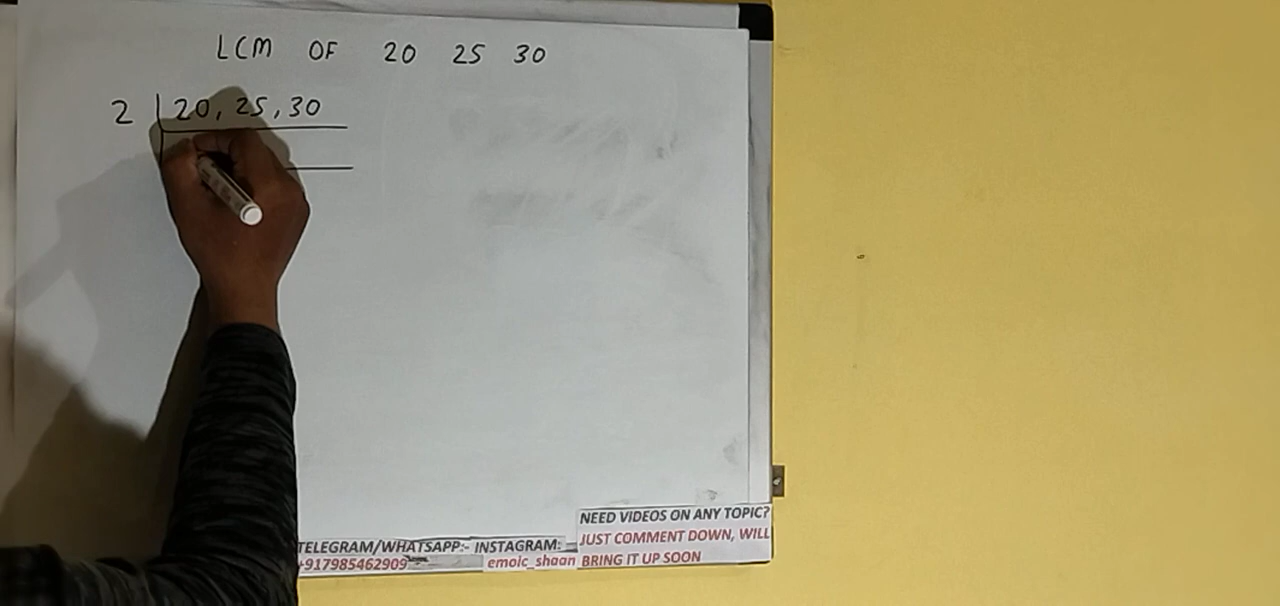 LCM OF 20 25 30
2 | 20, 25, 30
NEED VIDEOS ON ANY TOPIC?
JUST COMMENT DOWN, WILL
BRING IT UP SOON
TELEGRAM/WHATSAPP:- INSTAGRAM:
+917985462909 emoic_shaan